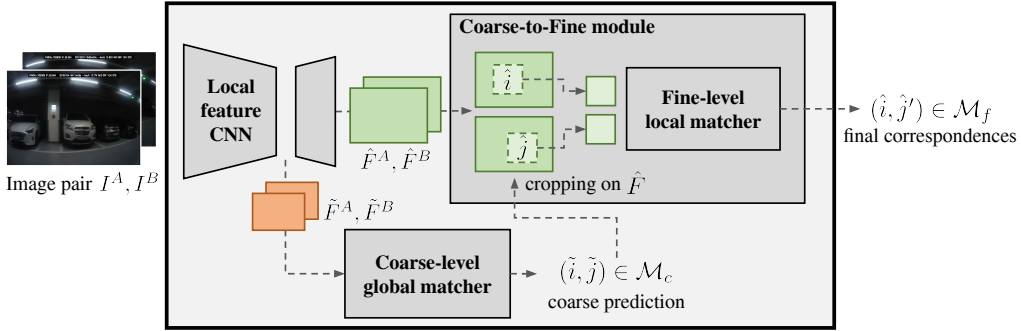 Coarse-to-Fine module
Local
feature
CNN
î
ĵ
Fine-level
local matcher
(î, ĵ′) ∈ M_f
final correspondences
F̂^A, F̂^B
cropping on F̂
Image pair I^A, I^B
F̃^A, F̃^B
Coarse-level
global matcher
(ĩ, j̃) ∈ M_c
coarse prediction